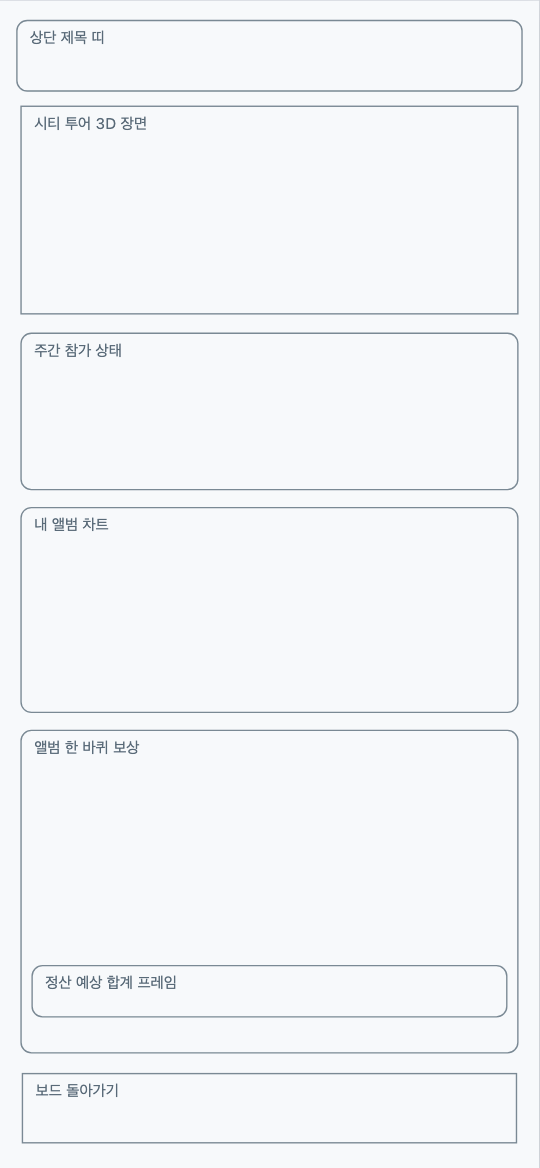 상단 제목 띠
시티 투어 3D 장면
주간 참가 상태
내 앨범 차트
앨범 한 바퀴 보상
정산 예상 합계 프레임
보드 돌아가기